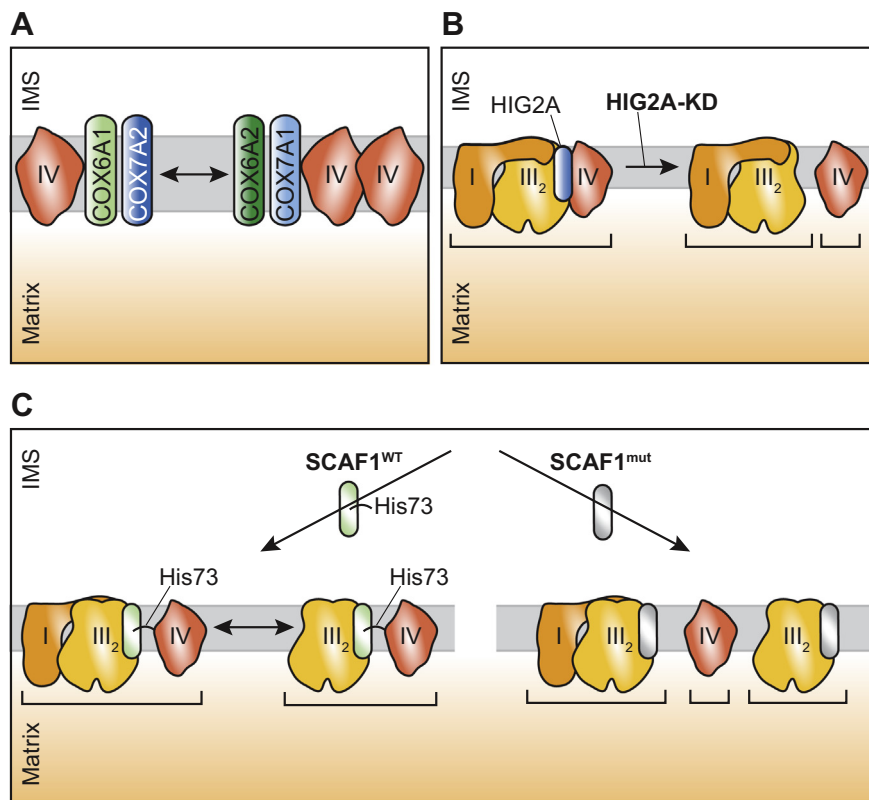 A
IMS
Matrix
IV
COX6A1
COX7A2
COX6A2
COX7A1
IV
IV
B
IMS
Matrix
HIG2A
HIG2A-KD
I
III2
IV
I
III2
IV
C
IMS
Matrix
SCAF1WT
His73
SCAF1mut
His73
His73
I
III2
IV
III2
IV
I
III2
IV
III2